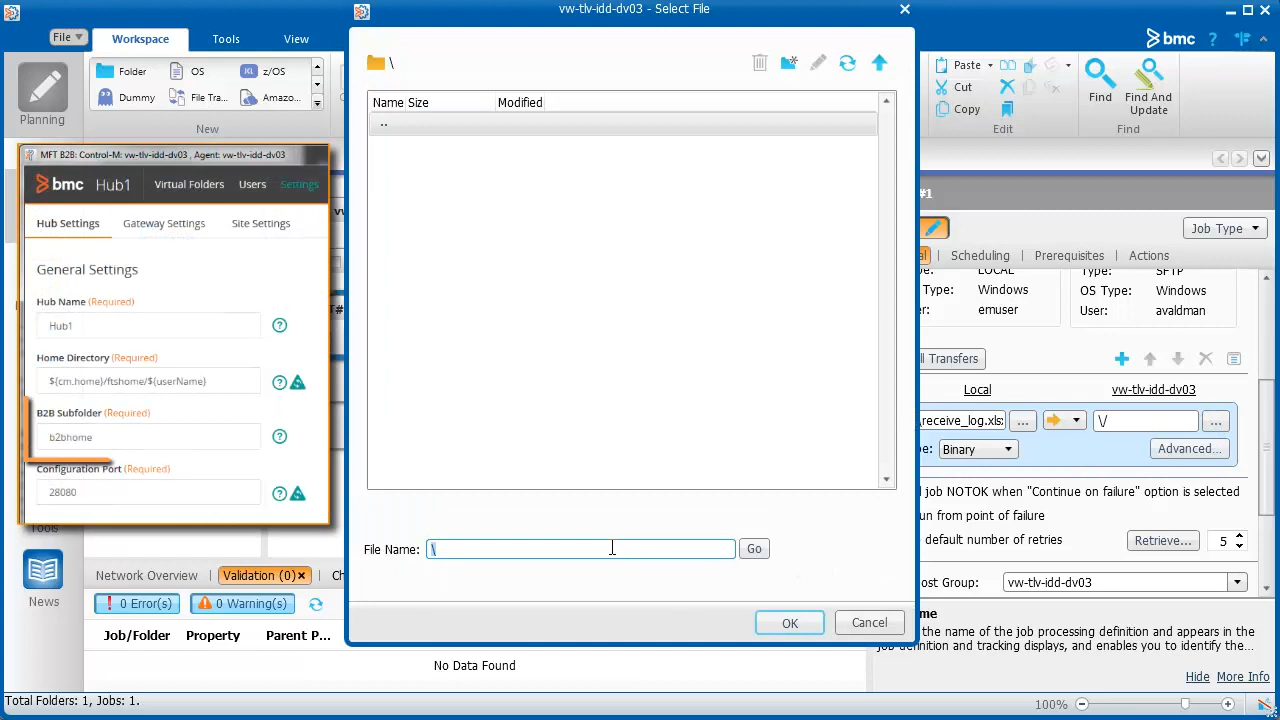 vw-tlv-idd-dv03 - Select File
File
Workspace
Tools
View
bmc
?
Planning
Folder
OS
z/OS
Dummy
File Tra...
Amazo...
New
Paste
Cut
Copy
Edit
Find
Find And Update
Find
\
Name Size
Modified
..
MFT B2B: Control-M: vw-tlv-idd-dv03 , Agent: vw-tlv-idd-dv03
bmc Hub1
Virtual Folders
Users
Settings
Hub Settings
Gateway Settings
Site Settings
General Settings
Hub Name (Required)
Hub1
Home Directory (Required)
${cm.home}/ftshome/${userName}
B2B Subfolder (Required)
b2bhome
Configuration Port (Required)
28080
Tools
News
File Name: \
Go
OK
Cancel
#1
Job Type
Scheduling
Prerequisites
Actions
LOCAL
Type: SFTP
Type: Windows
OS Type: Windows
emuser
User: avaldman
l Transfers
Local
vw-tlv-idd-dv03
receive_log.xlsx
...
\/
...
pe: Binary
Advanced...
job NOTOK when "Continue on failure" option is selected
un from point of failure
default number of retries
Retrieve...
5
ost Group: vw-tlv-idd-dv03
me
the name of the job processing definition and appears in the
job definition and tracking displays, and enables you to identify the...
Hide
More Info
Network Overview
Validation (0)
Ch
0 Error(s)
0 Warning(s)
Job/Folder
Property
Parent P...
No Data Found
Total Folders: 1, Jobs: 1.
100%